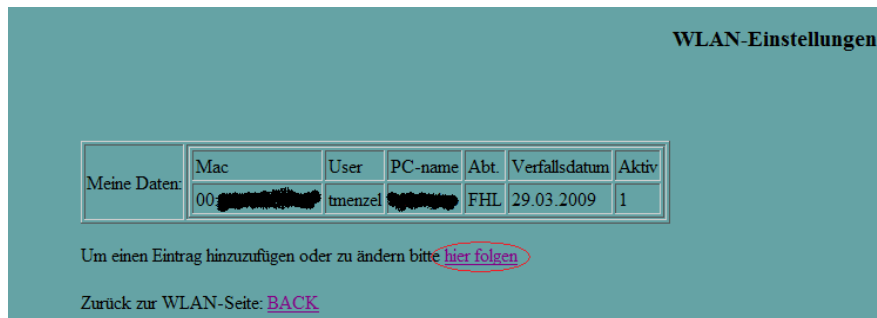 WLAN-Einstellungen
Mac User PC-name Abt. Verfallsdatum Aktiv
Meine Daten:
00: tmenzel FHL 29.03.2009 1
Um einen Eintrag hinzuzufügen oder zu ändern bitte hier folgen
Zurück zur WLAN-Seite: BACK